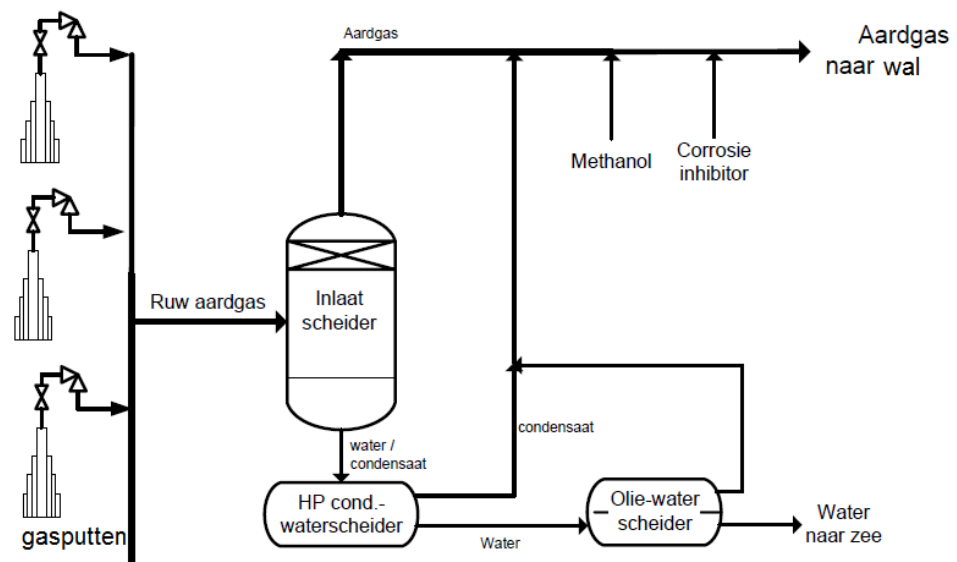 Aardgas
Aardgas
naar wal
Methanol
Corrosie
inhibitor
Ruw aardgas
Inlaat
scheider
water /
condensaat
condensaat
HP cond.-
waterscheider
Water
Olie-water
scheider
Water
naar zee
gasputten